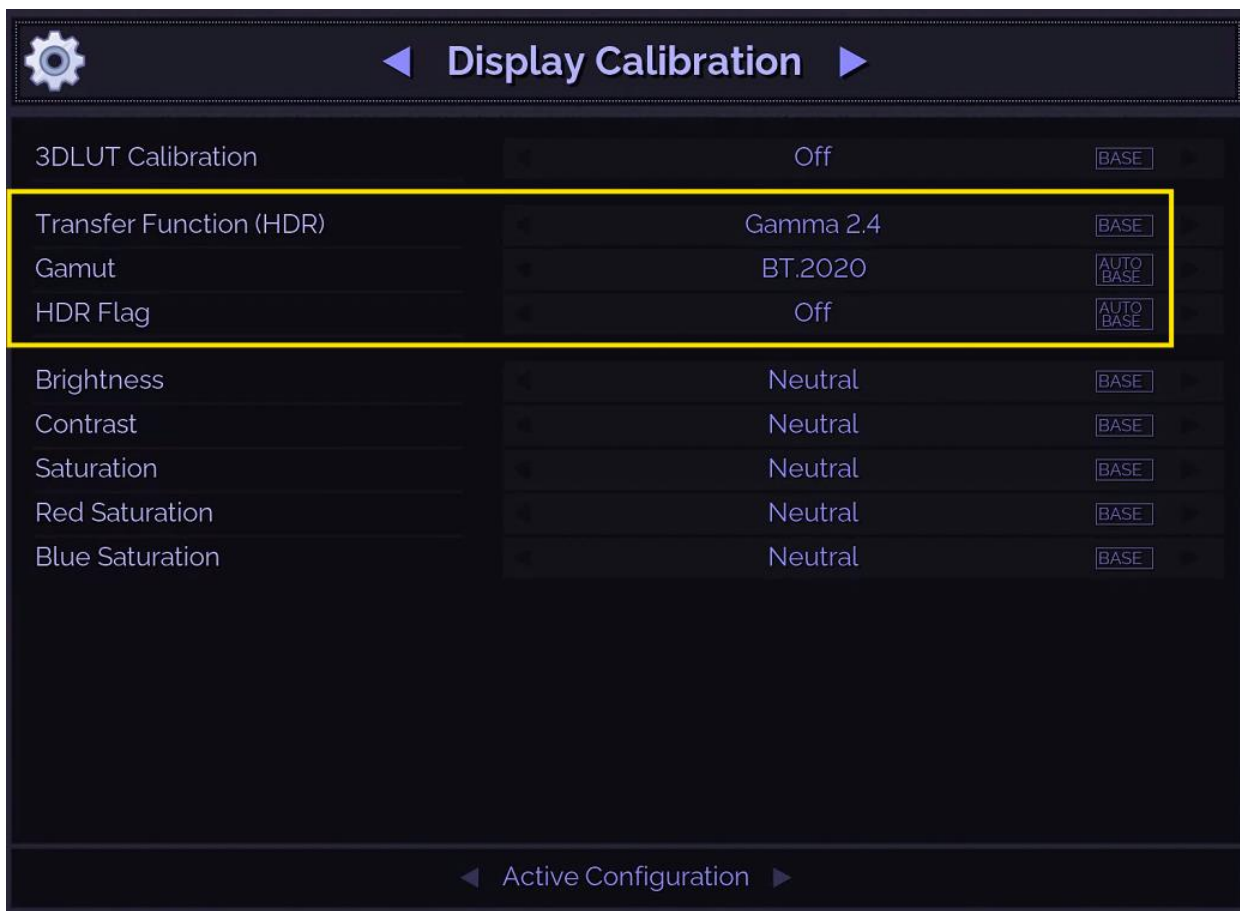 Display Calibration
3DLUT Calibration Off BASE
Transfer Function (HDR) Gamma 2.4 BASE
Gamut BT.2020 AUTO BASE
HDR Flag Off AUTO BASE
Brightness Neutral BASE
Contrast Neutral BASE
Saturation Neutral BASE
Red Saturation Neutral BASE
Blue Saturation Neutral BASE
Active Configuration